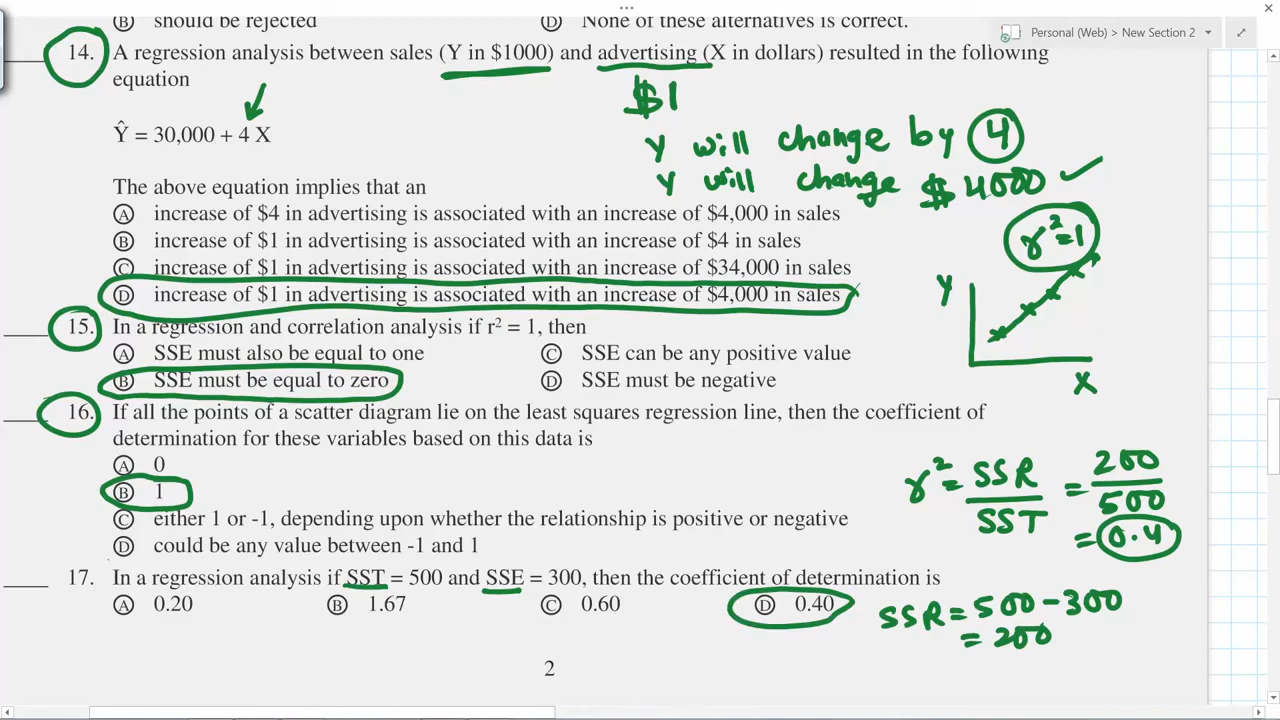 (B) should be rejected (D) None of these alternatives is correct.
Personal (Web) > New Section 2
14. A regression analysis between sales (Y in $1000) and advertising (X in dollars) resulted in the following
equation
$1
Ŷ = 30,000 + 4 X
Y will change by 4
Y will change $4000
The above equation implies that an
(A) increase of $4 in advertising is associated with an increase of $4,000 in sales
(B) increase of $1 in advertising is associated with an increase of $4 in sales
(C) increase of $1 in advertising is associated with an increase of $34,000 in sales
(D) increase of $1 in advertising is associated with an increase of $4,000 in sales
r²=1
Y
X
15. In a regression and correlation analysis if r² = 1, then
(A) SSE must also be equal to one (C) SSE can be any positive value
(B) SSE must be equal to zero (D) SSE must be negative
16. If all the points of a scatter diagram lie on the least squares regression line, then the coefficient of
determination for these variables based on this data is
(A) 0
(B) 1
(C) either 1 or -1, depending upon whether the relationship is positive or negative
(D) could be any value between -1 and 1
r² = SSR / SST = 200 / 500
= 0.4
17. In a regression analysis if SST = 500 and SSE = 300, then the coefficient of determination is
(A) 0.20 (B) 1.67 (C) 0.60 (D) 0.40
SSR = 500 - 300
= 200
2